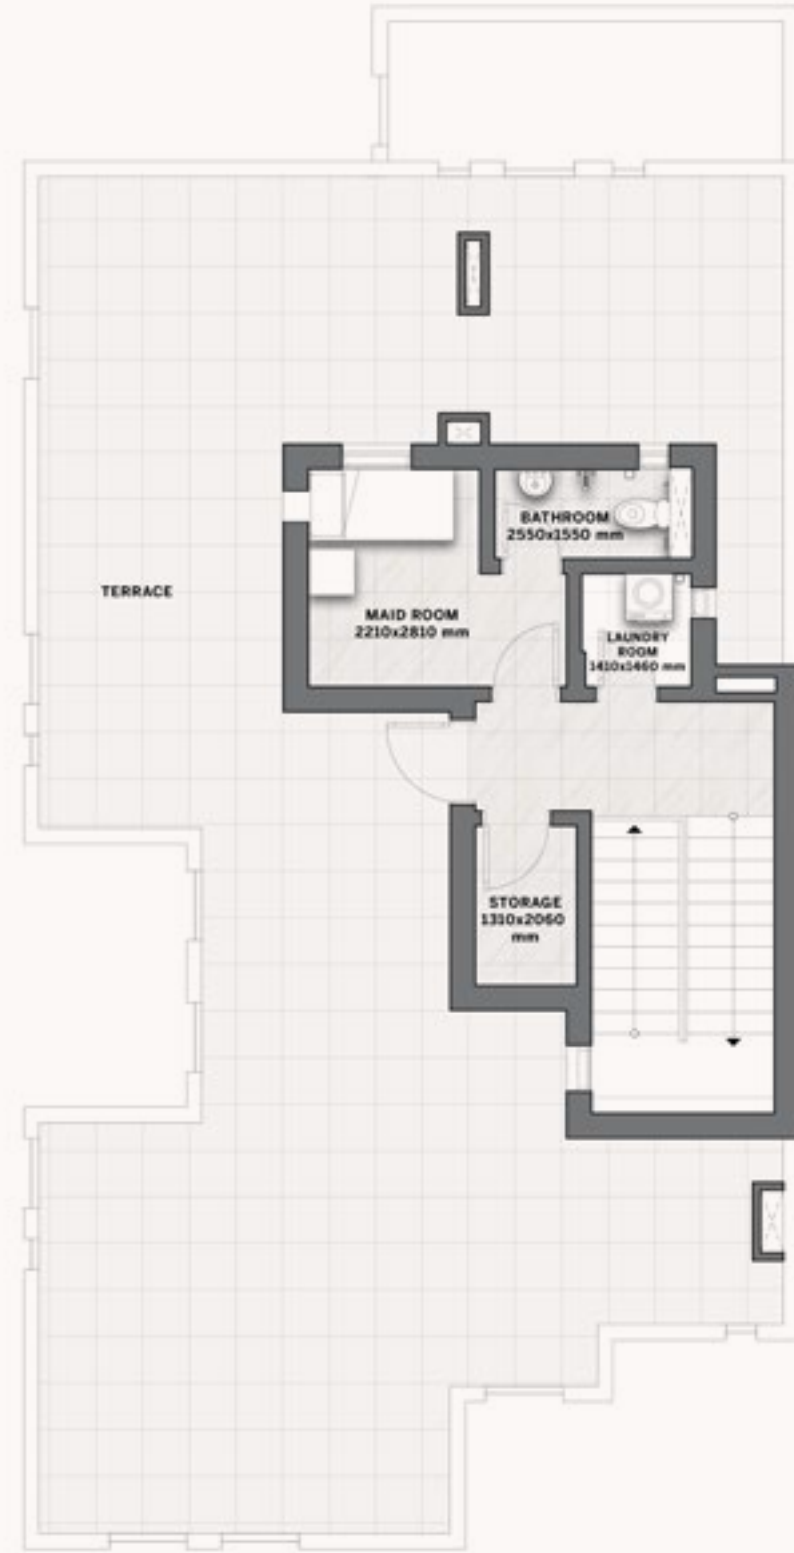 BATHROOM
2550x1550 mm
TERRACE
MAID ROOM
2210x2810 mm
LAUNDRY
ROOM
1410x1460 mm
STORAGE
1310x2060
mm